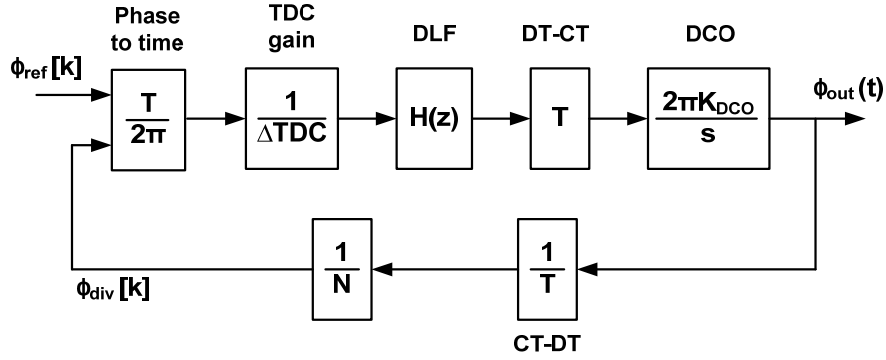 Phase
to time
TDC
gain
DLF
DT-CT
DCO
ϕref[k]
T
2π
1
ΔTDC
H(z)
T
2πKDCO
s
ϕout(t)
1
N
1
T
ϕdiv[k]
CT-DT